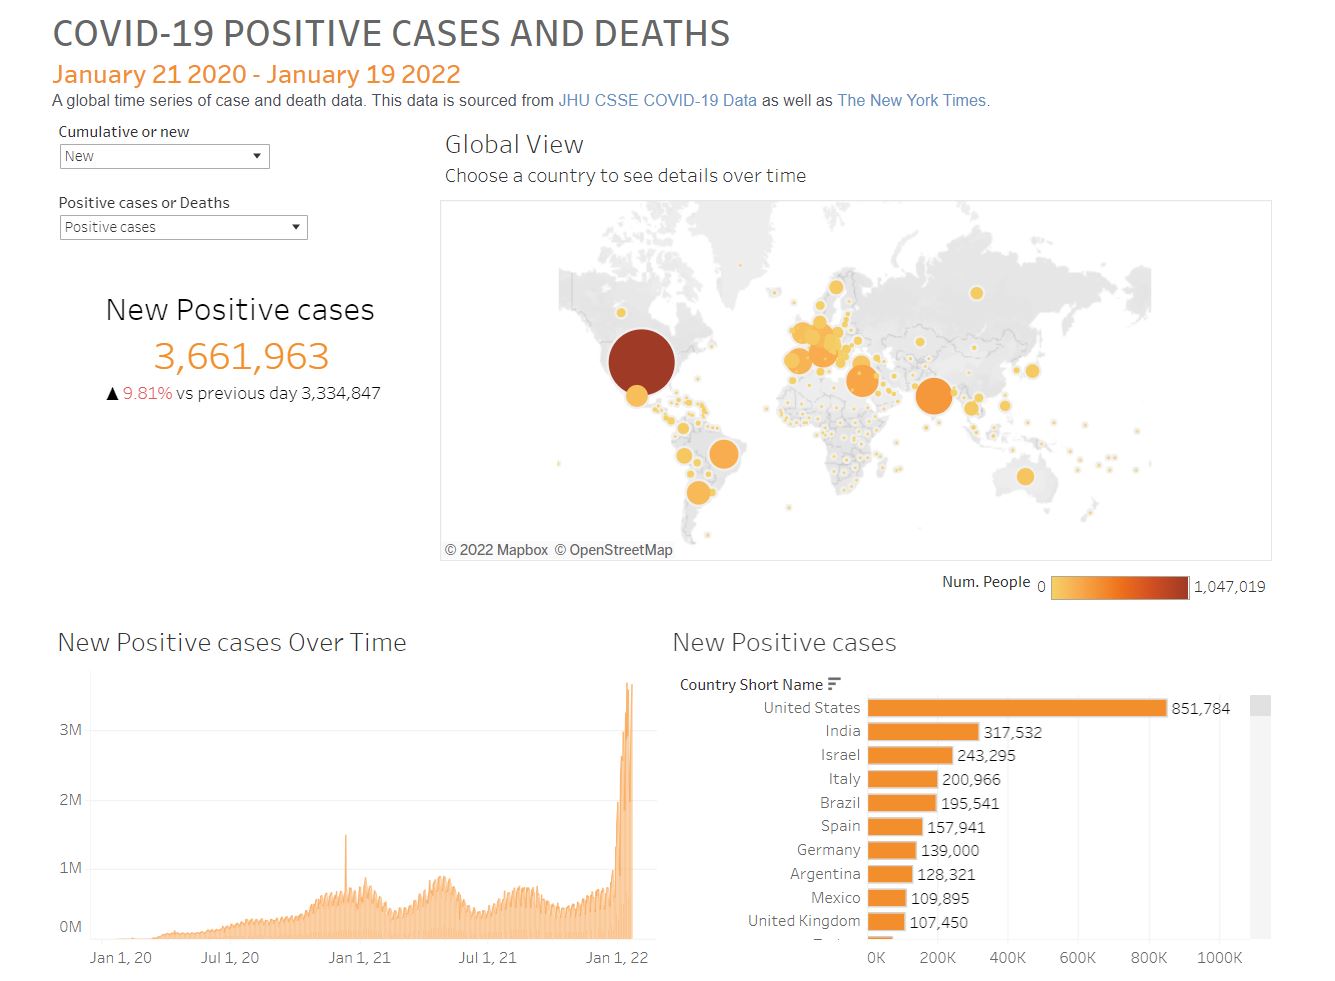 COVID-19 POSITIVE CASES AND DEATHS
January 21 2020 - January 19 2022
A global time series of case and death data. This data is sourced from JHU CSSE COVID-19 Data as well as The New York Times.
Cumulative or new
New
Positive cases or Deaths
Positive cases
New Positive cases
3,661,963
▲ 9.81% vs previous day 3,334,847
Global View
Choose a country to see details over time
© 2022 Mapbox © OpenStreetMap
Num. People 0 1,047,019
New Positive cases Over Time
3M
2M
1M
0M
Jan 1, 20 Jul 1, 20 Jan 1, 21 Jul 1, 21 Jan 1, 22
New Positive cases
Country Short Name
United States 851,784
India 317,532
Israel 243,295
Italy 200,966
Brazil 195,541
Spain 157,941
Germany 139,000
Argentina 128,321
Mexico 109,895
United Kingdom 107,450
0K 200K 400K 600K 800K 1000K